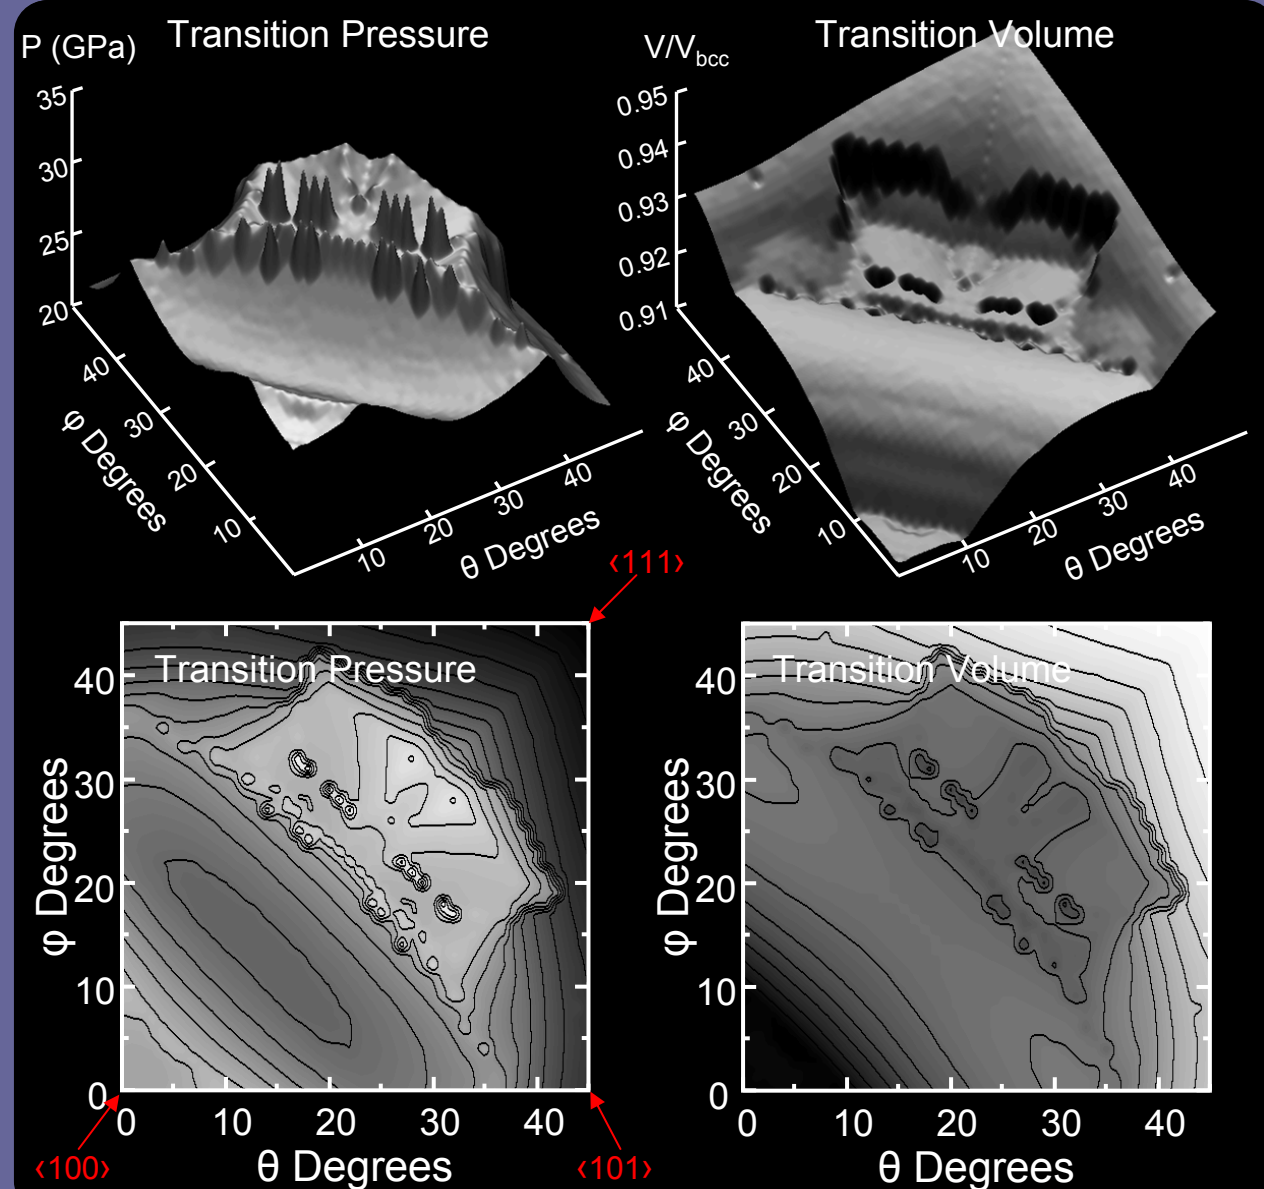 Transition Pressure
P (GPa)
35
30
25
20
40
30
20
10
φ Degrees
10
20
30
40
θ Degrees
Transition Volume
V/Vbcc
0.95
0.94
0.93
0.92
0.91
40
30
20
10
φ Degrees
10
20
30
40
θ Degrees
‹111›
Transition Pressure
40
30
20
10
0
φ Degrees
0 10 20 30 40
θ Degrees
‹100›
‹101›
Transition Volume
40
30
20
10
0
φ Degrees
0 10 20 30 40
θ Degrees